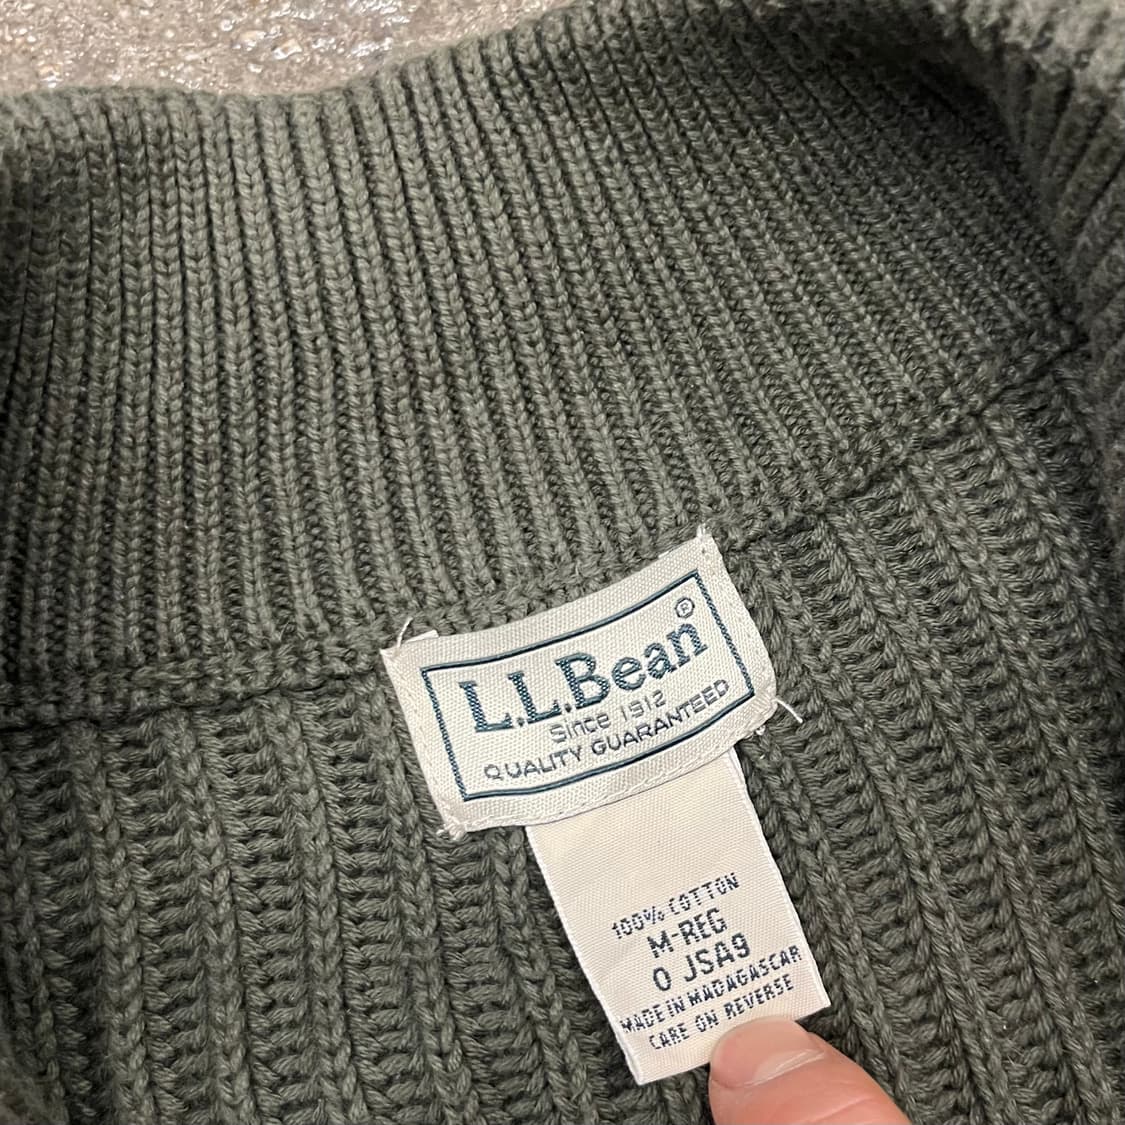 L.L.Bean®
Since 1912
QUALITY GUARANTEED
100% COTTON
M-REG
0 JSA9
MADE IN MADAGASCAR
CARE ON REVERSE